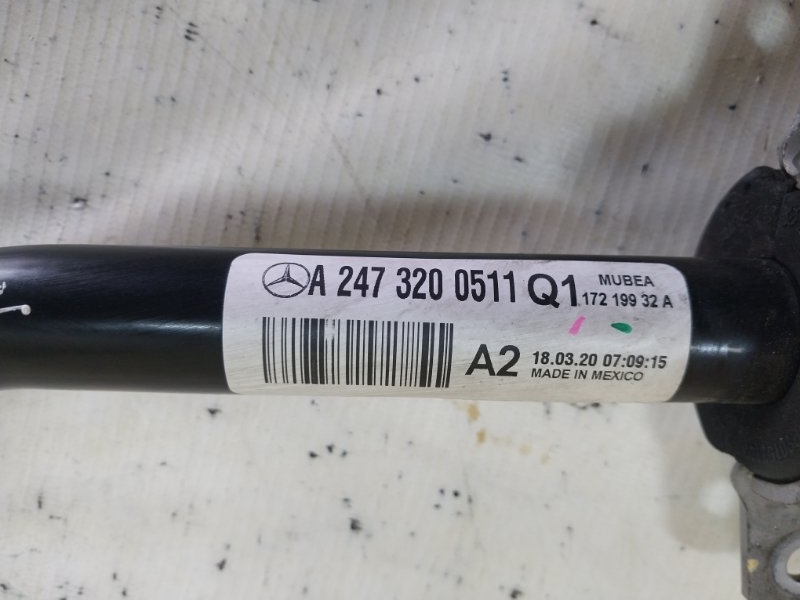 A 247 320 0511 Q1 MUBEA
172 199 32 A
A2 18.03.20 07:09:15
MADE IN MEXICO